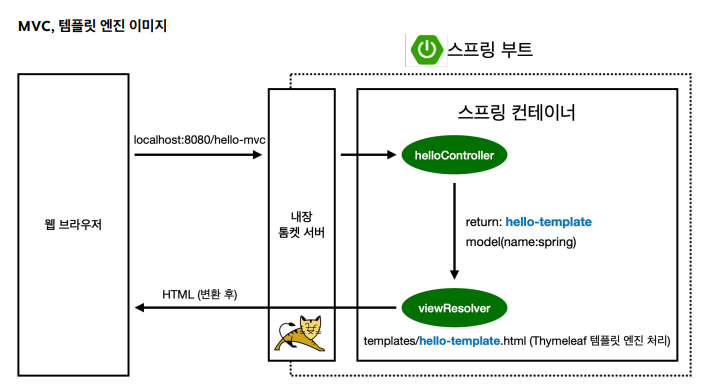 MVC, 템플릿 엔진 이미지
스프링 부트
스프링 컨테이너
localhost:8080/hello-mvc
helloController
웹 브라우저
내장
톰켓 서버
return: hello-template
model(name:spring)
HTML (변환 후)
viewResolver
templates/hello-template.html (Thymeleaf 템플릿 엔진 처리)